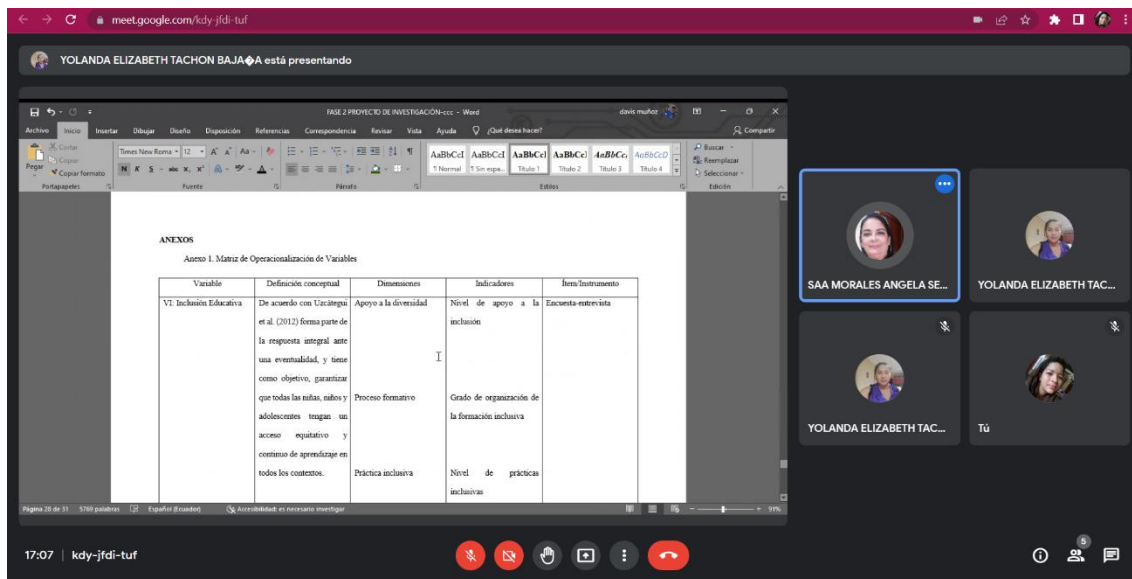 meet.google.com/kdy-jfdi-tuf
YOLANDA ELIZABETH TACHON BAJA�A está presentando
FASE 2 PROYECTO DE INVESTIGACIÓN-ccc - Word
davis muñoz
Archivo Inicio Insertar Dibujar Diseño Disposición Referencias Correspondencia Revisar Vista Ayuda ¿Qué desea hacer? Compartir
Pegar
Cortar
Copiar
Copiar formato
Portapapeles
Times New Roma 12
N K S abc
Fuente
Párrafo
AaBbCcI AaBbCcI AaBbCcI AaBbCcI AaBbCc AaBbCcD
¶ Normal ¶ Sin espa... Título 1 Título 2 Título 3 Título 4
Estilos
Buscar
Reemplazar
Seleccionar
Edición
ANEXOS
Anexo 1. Matriz de Operacionalización de Variables
Variable Definición conceptual Dimensiones Indicadores Ítem/Instrumento
VI: Inclusión Educativa De acuerdo con Uzcátegui Apoyo a la diversidad Nivel de apoyo a la Encuesta-entrevista
et al. (2012) forma parte de inclusión
la respuesta integral ante
una eventualidad, y tiene
como objetivo, garantizar
que todas las niñas, niños y Proceso formativo Grado de organización de
adolescentes tengan un la formación inclusiva
acceso equitativo y
continuo de aprendizaje en
todos los contextos. Práctica inclusiva Nivel de prácticas
inclusivas
Página 26 de 31 5769 palabras Español (Ecuador) Accesibilidad: es necesario investigar 91%
SAA MORALES ANGELA SE...
YOLANDA ELIZABETH TAC...
YOLANDA ELIZABETH TAC...
Tú
17:07 | kdy-jfdi-tuf
5